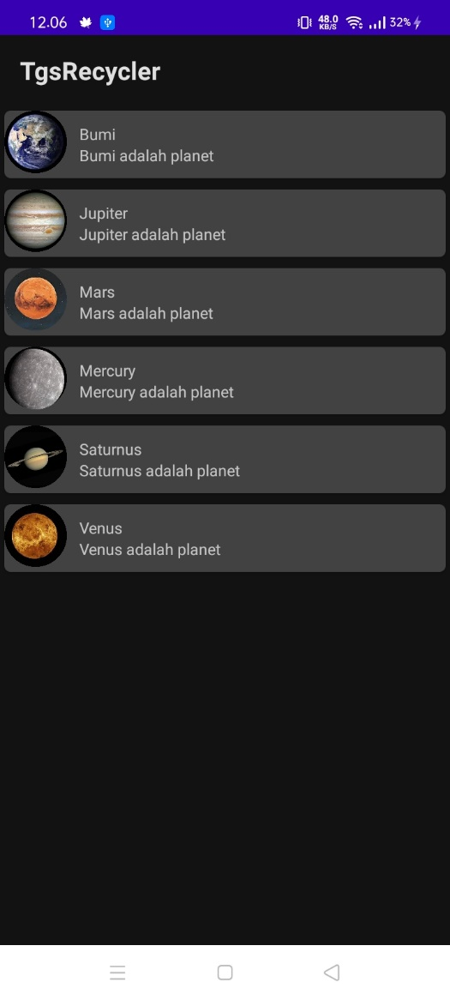 12.06
48.0
KB/S
32%
TgsRecycler
Bumi
Bumi adalah planet
Jupiter
Jupiter adalah planet
Mars
Mars adalah planet
Mercury
Mercury adalah planet
Saturnus
Saturnus adalah planet
Venus
Venus adalah planet